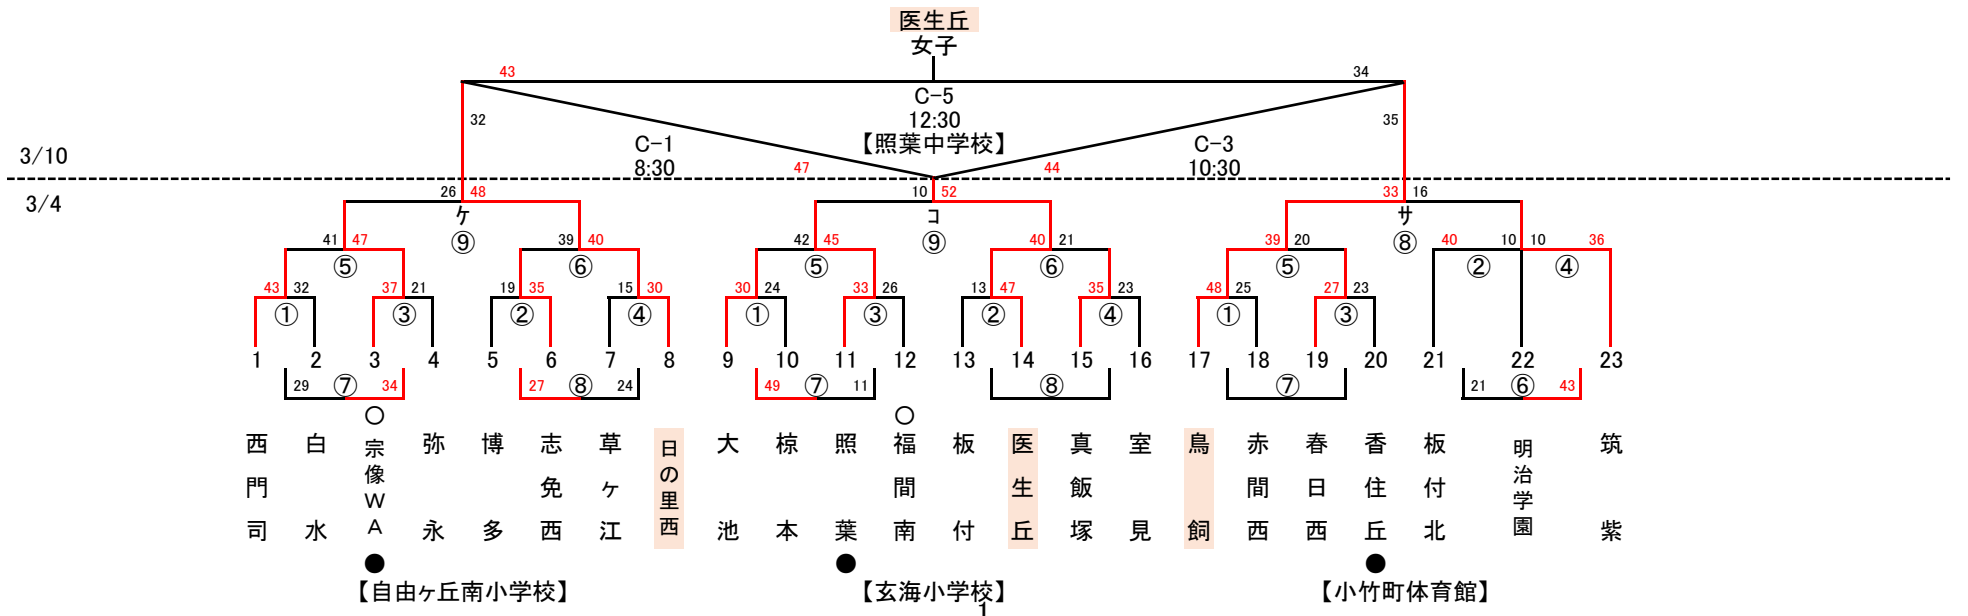 医生丘
女子
43 34
C-5
32 12:30 35
C-1 【照葉中学校】 C-3
3/10
8:30 47 44 10:30
3/4
26 48 10 52 33 16
ケ コ サ
⑨ ⑨ ⑧
41 47 39 40 42 45 40 21 39 20 40 10 10 36
⑤ ⑥ ⑤ ⑥ ⑤ ② ④
43 32 37 21 19 35 15 30 30 24 33 26 13 47 35 23 48 25 27 23
① ③ ② ④ ① ③ ② ④ ① ③
1 2 3 4 5 6 7 8 9 10 11 12 13 14 15 16 17 18 19 20 21 22 23
29 ⑦ 34 27 ⑧ 24 49 ⑦ 11 ⑧ ⑦ 21 ⑥ 43
○ ○
西門司
白水
宗像WA
弥永
博多
志免西
草ヶ江
日の里西
大池
椋本
照葉
福間南
板付
医生丘
真飯塚
室見
鳥飼
赤間西
春日西
香住丘
板付北
明治学園
筑紫
● ● ●
【自由ヶ丘南小学校】 【玄海小学校】 【小竹町体育館】
1